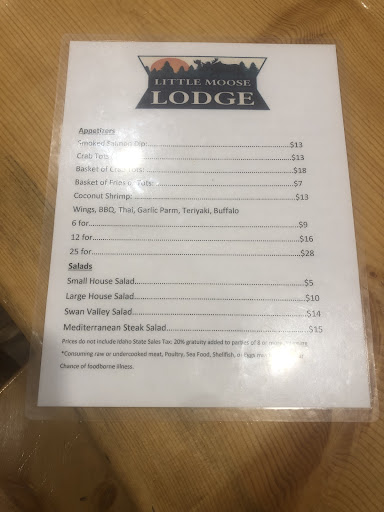 LITTLE MOOSE
LODGE
Appetizers
Smoked Salmon Dip:...$13
Crab Tots...$13
Basket of Crab Tots:...$18
Basket of Fries or Tots:...$7
Coconut Shrimp:...$13
Wings, BBQ, Thai, Garlic Parm, Teriyaki, Buffalo
6 for...$9
12 for...$16
25 for...$28
Salads
Small House Salad...$5
Large House Salad...$10
Swan Valley Salad...$14
Mediterranean Steak Salad...$15
Prices do not include Idaho State Sales Tax: 20% gratuity added to parties of 8 or more
*Consuming raw or undercooked meat, Poultry, Sea Food, Shellfish, or Eggs
Chance of foodborne illness.